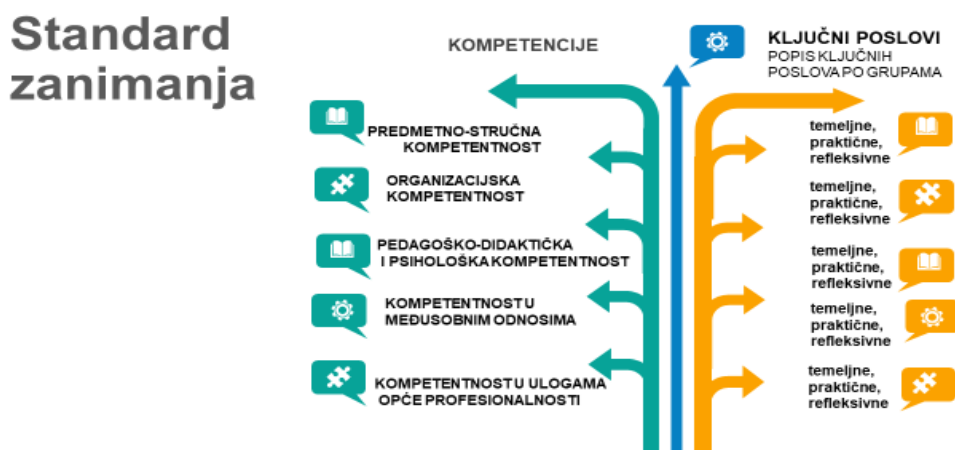 Standard
zanimanja
KOMPETENCIJE
PREDMETNO-STRUČNA
KOMPETENTNOST
ORGANIZACIJSKA
KOMPETENTNOST
PEDAGOŠKO-DIDAKTIČKA
I PSIHOLOŠKA KOMPETENTNOST
KOMPETENTNOST U
MEĐUSOBNIM ODNOSIMA
KOMPETENTNOST U ULOGAMA
OPĆE PROFESIONALNOSTI
KLJUČNI POSLOVI
POPIS KLJUČNIH
POSLOVA PO GRUPAMA
temeljne,
praktične,
refleksivne
temeljne,
praktične,
refleksivne
temeljne,
praktične,
refleksivne
temeljne,
praktične,
refleksivne
temeljne,
praktične,
refleksivne